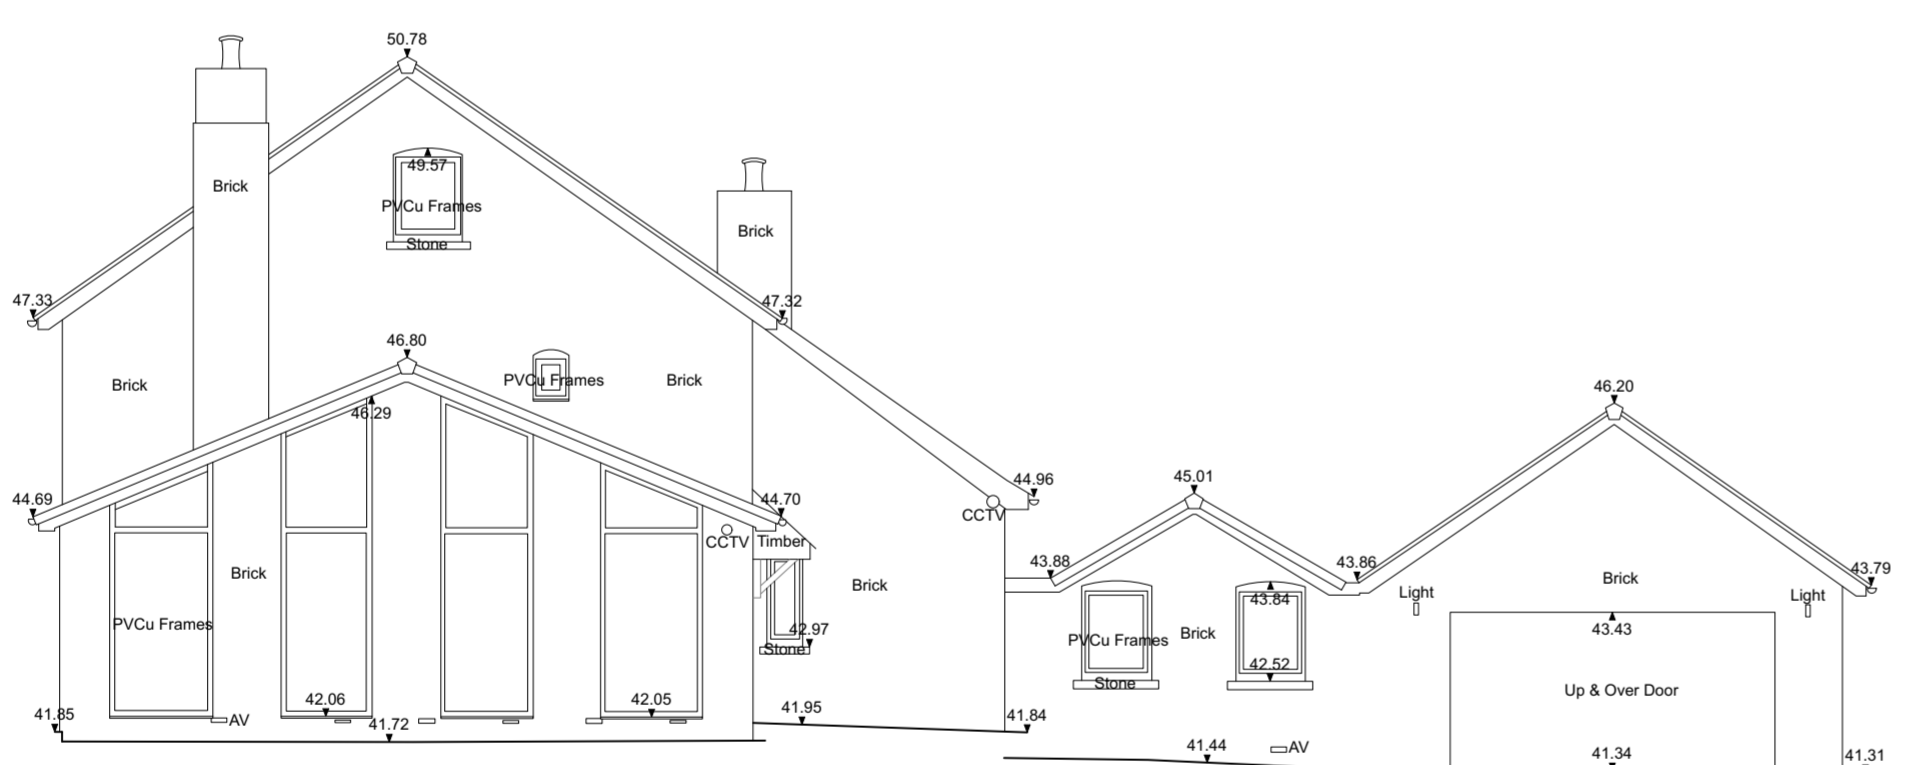 50.78
Brick
49.57
PVCu Frames
Stone
Brick
47.33
47.32
46.80
Brick
PVCu Frames
Brick
46.29
46.20
44.69
44.70
44.96
45.01
CCTV
CCTV
Timber
43.88
43.86
43.79
Brick
Brick
Brick
Light
Light
43.84
PVCu Frames
42.97
Stone
PVCu Frames
Brick
43.43
42.52
Stone
Up & Over Door
42.06
42.05
41.85
AV
41.72
41.95
41.84
41.44
AV
41.34
41.31